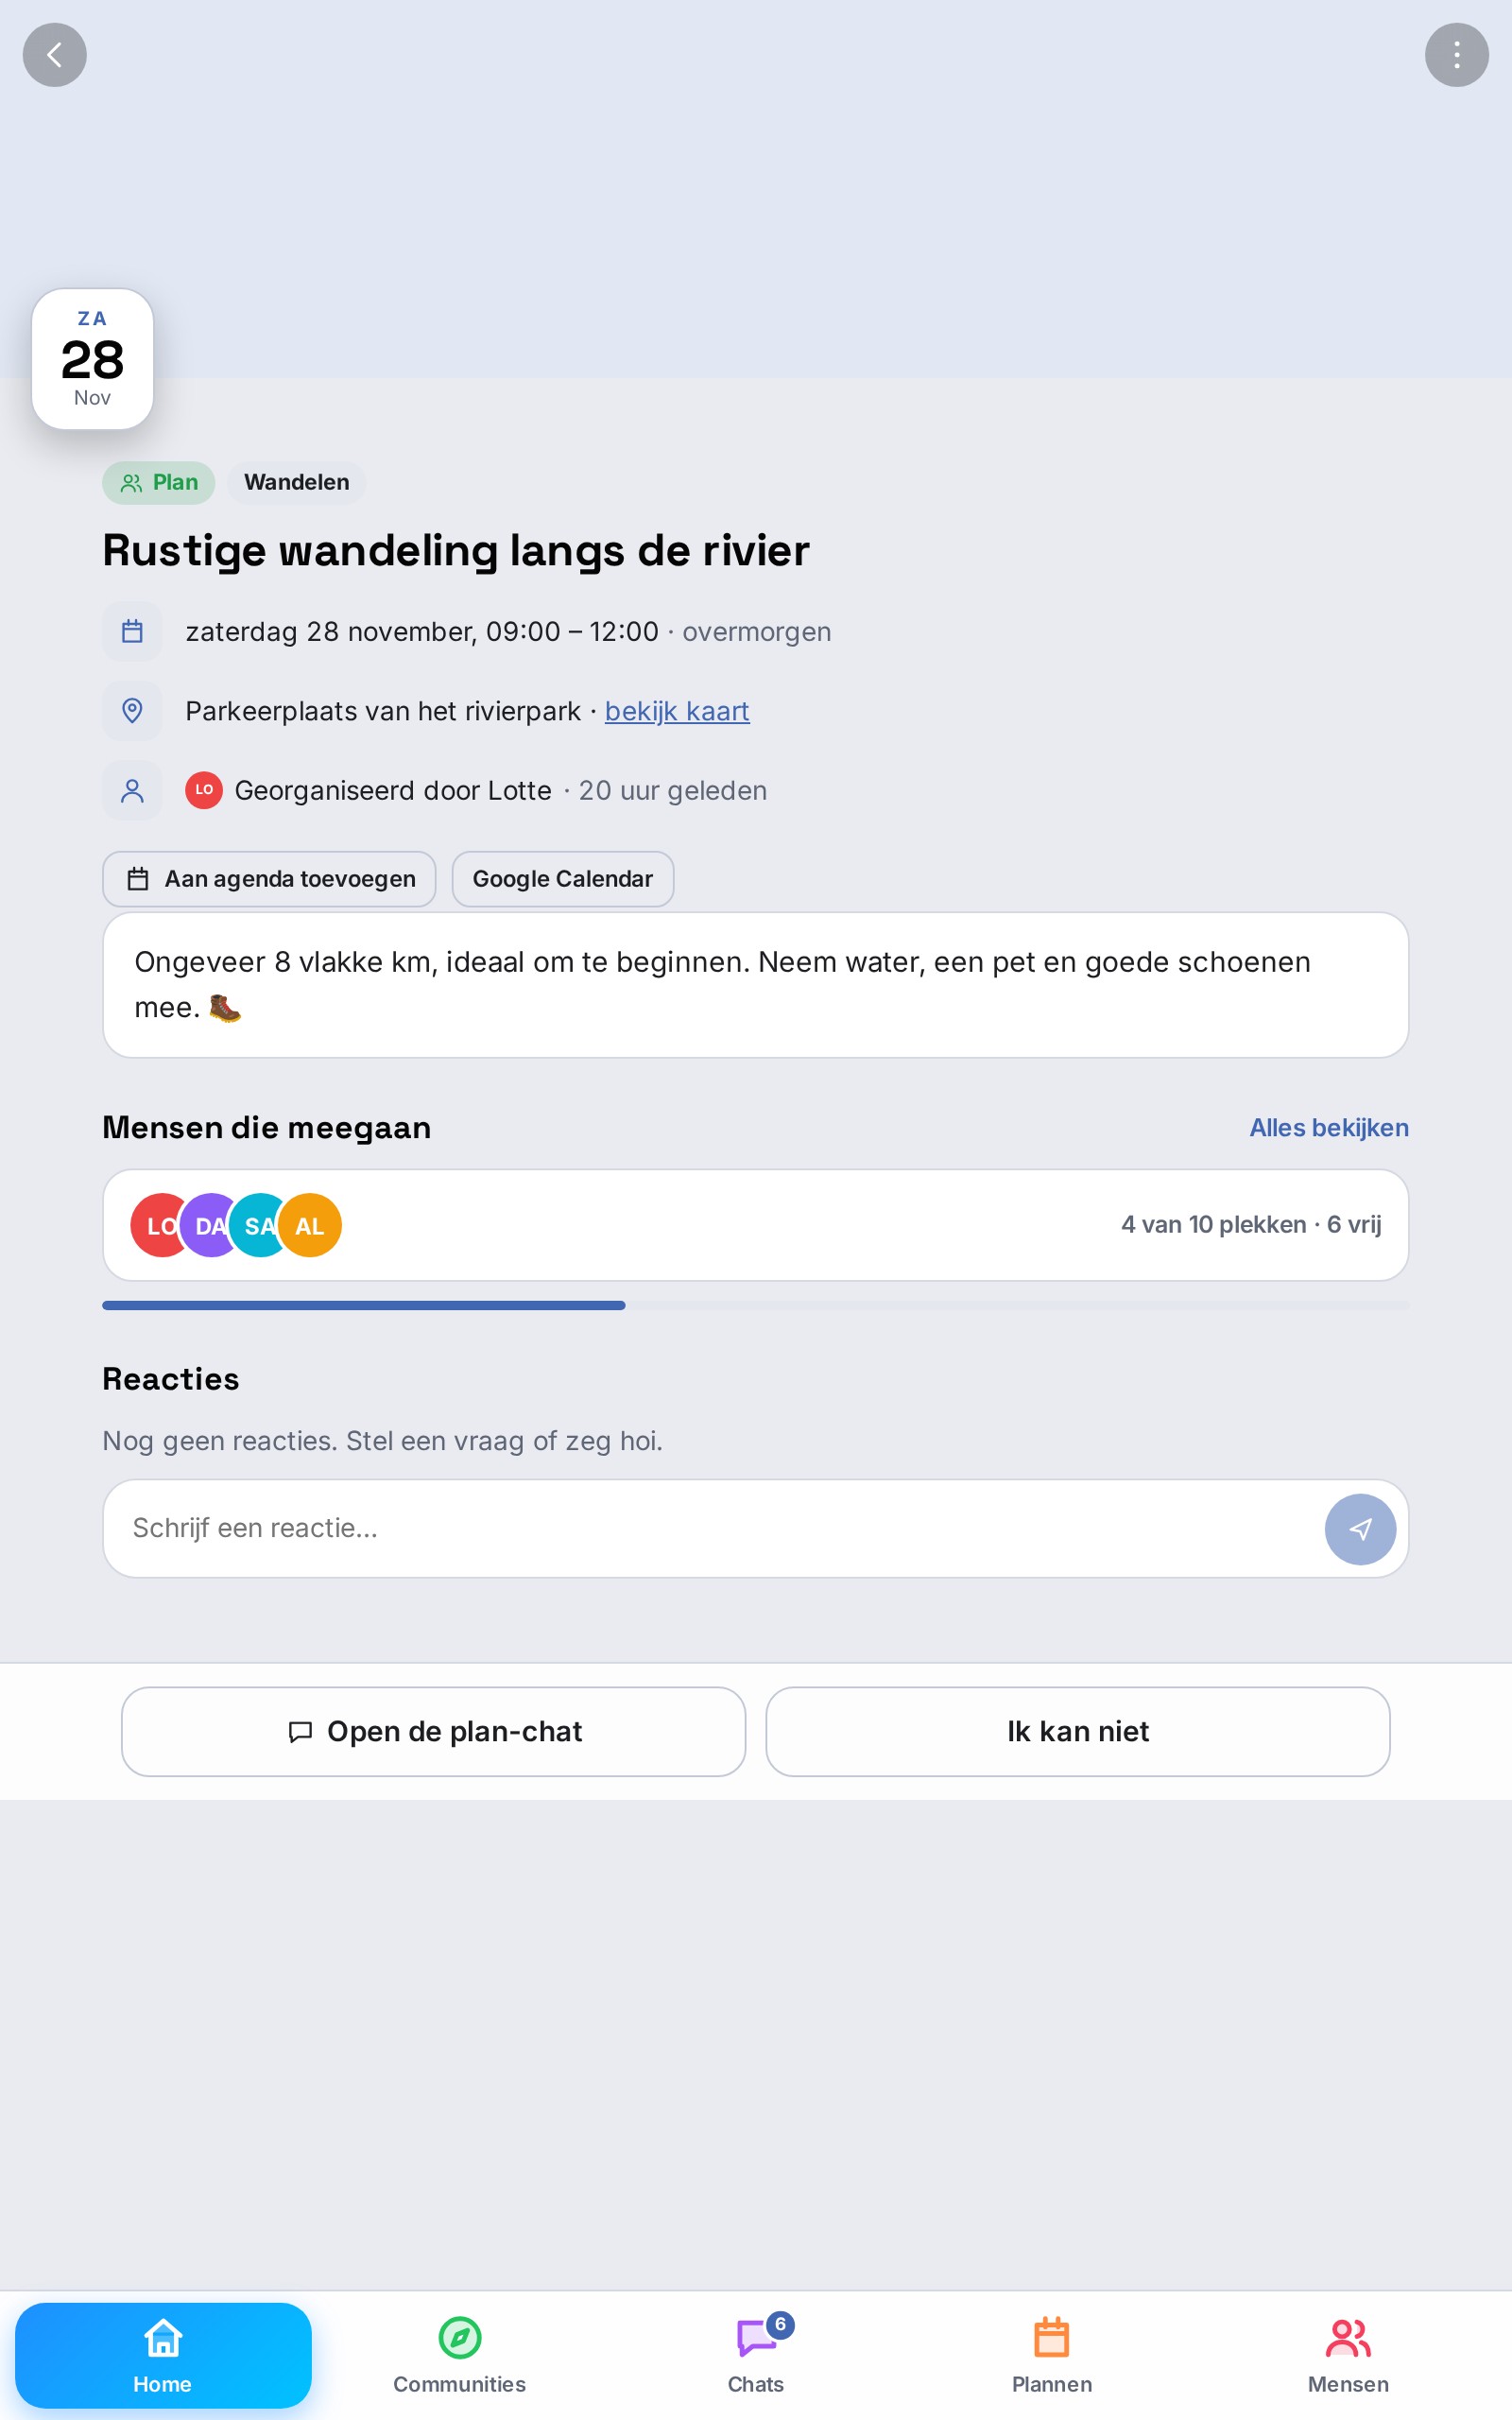 ZA
28
Nov
Plan
Wandelen
Rustige wandeling langs de rivier
zaterdag 28 november, 09:00 – 12:00 · overmorgen
Parkeerplaats van het rivierpark · bekijk kaart
LO Georganiseerd door Lotte · 20 uur geleden
Aan agenda toevoegen
Google Calendar
Ongeveer 8 vlakke km, ideaal om te beginnen. Neem water, een pet en goede schoenen
mee. 🥾
Mensen die meegaan
Alles bekijken
LO DA SA AL
4 van 10 plekken · 6 vrij
Reacties
Nog geen reacties. Stel een vraag of zeg hoi.
Schrijf een reactie...
Open de plan-chat
Ik kan niet
6
Home
Communities
Chats
Plannen
Mensen